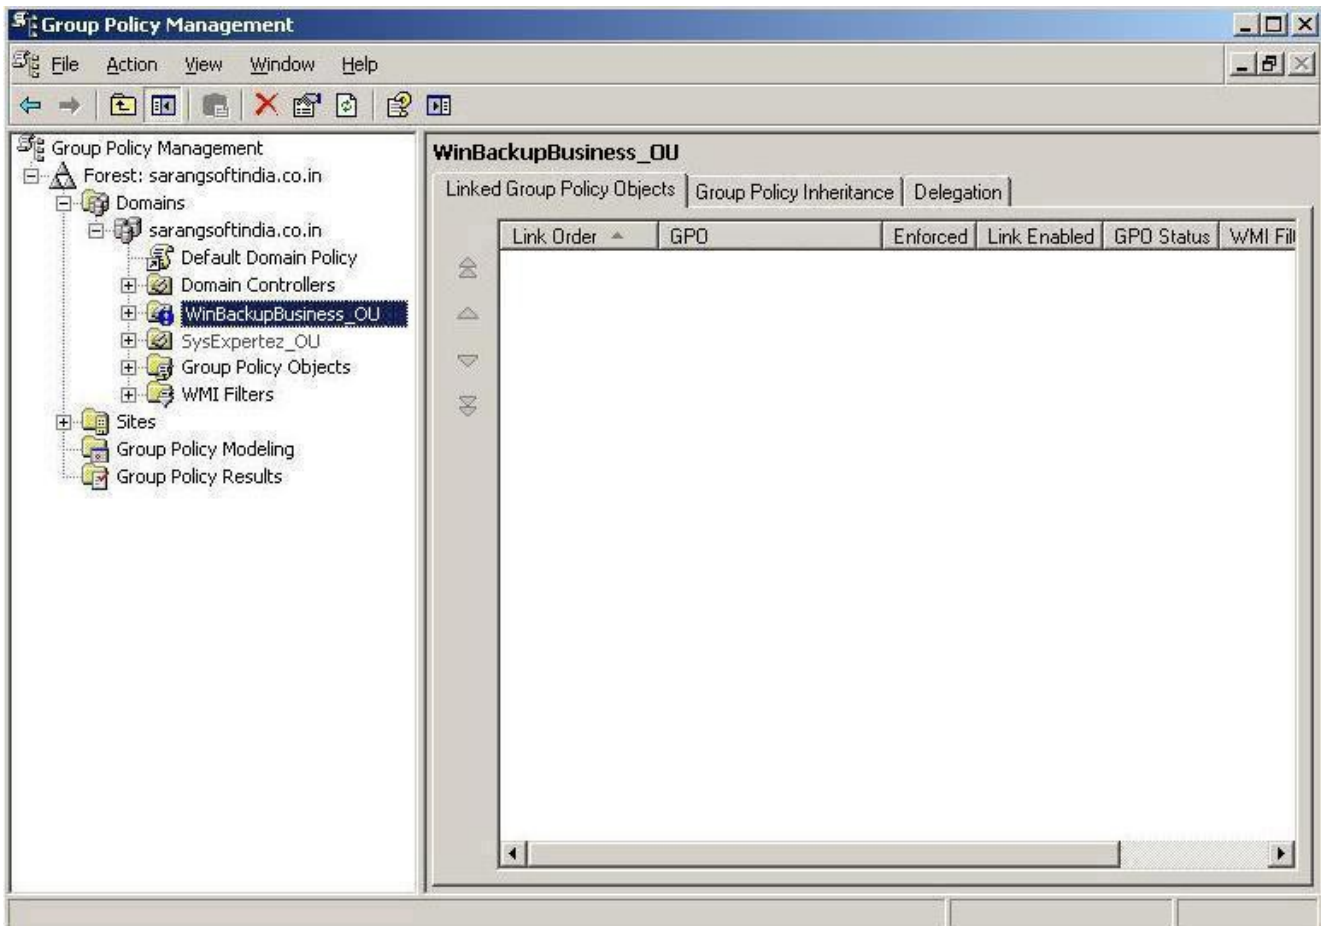 Group Policy Management
File Action View Window Help
Group Policy Management
Forest: sarangsoftindia.co.in
Domains
sarangsoftindia.co.in
Default Domain Policy
Domain Controllers
WinBackupBusiness_OU
SysExpertez_OU
Group Policy Objects
WMI Filters
Sites
Group Policy Modeling
Group Policy Results
WinBackupBusiness_OU
Linked Group Policy Objects Group Policy Inheritance Delegation
Link Order GPO Enforced Link Enabled GPO Status WMI Fil